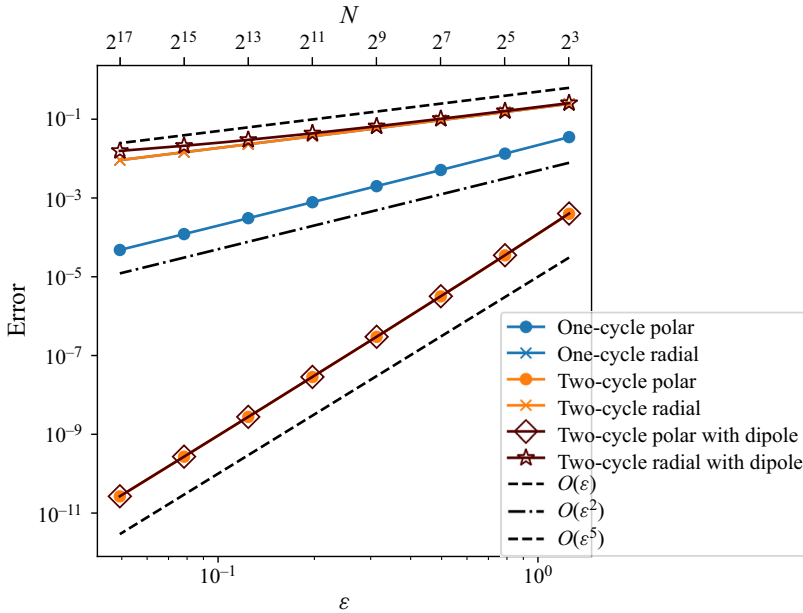 N
2^17 2^15 2^13 2^11 2^9 2^7 2^5 2^3
10^−1
10^−3
10^−5
10^−7
10^−9
10^−11
Error
10^−1 10^0
ε
One-cycle polar
One-cycle radial
Two-cycle polar
Two-cycle radial
Two-cycle polar with dipole
Two-cycle radial with dipole
O(ε)
O(ε^2)
O(ε^5)